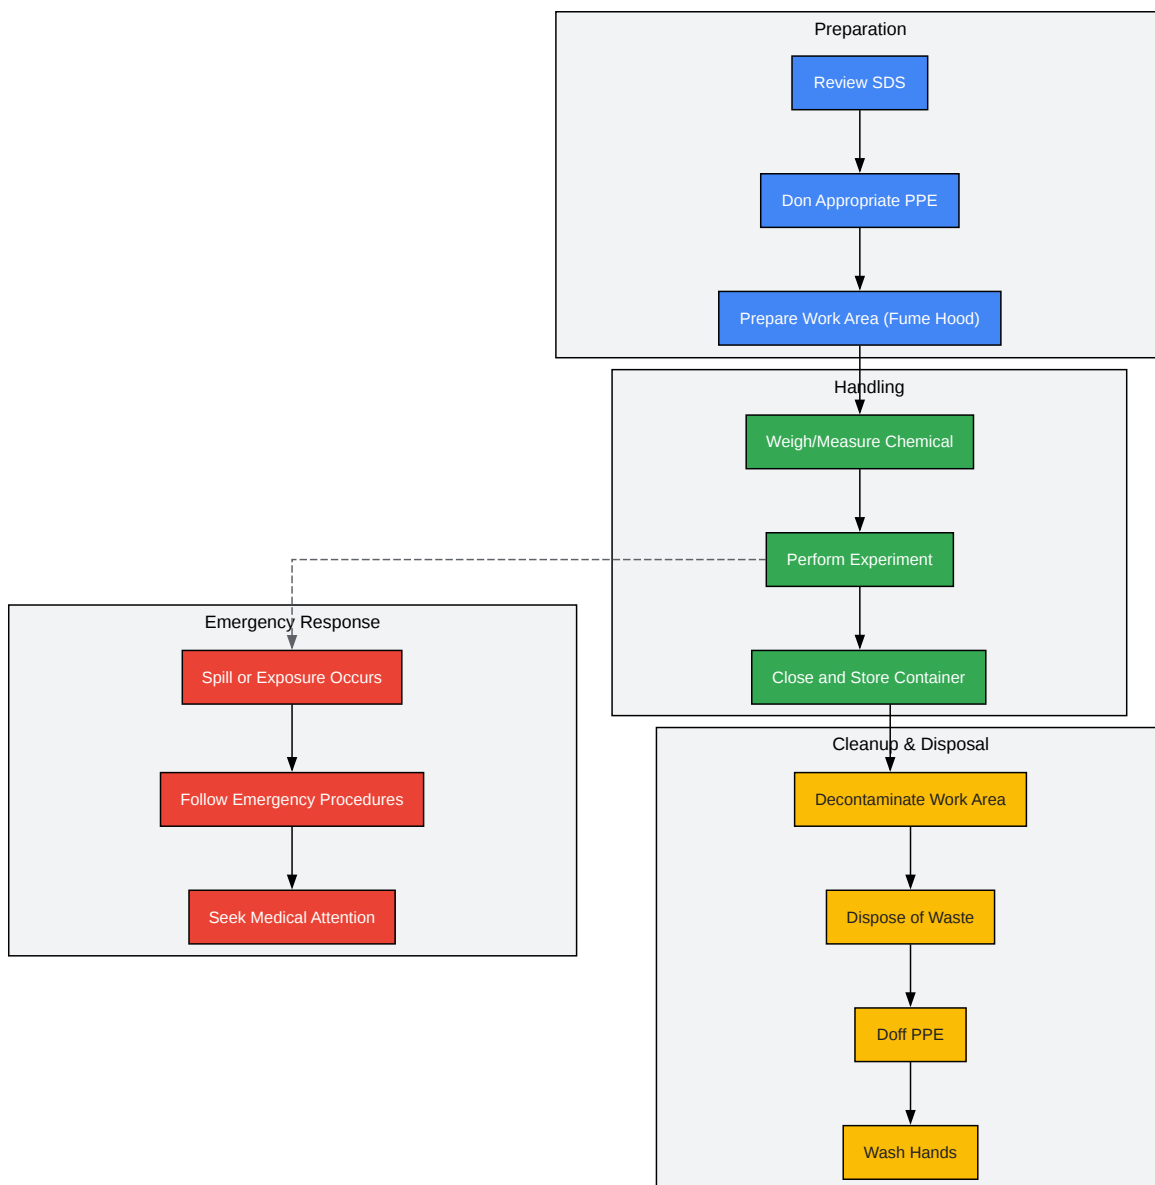 Preparation
Review SDS
Don Appropriate PPE
Prepare Work Area (Fume Hood)
Handling
Weigh/Measure Chemical
Perform Experiment
Close and Store Container
Emergency Response
Spill or Exposure Occurs
Follow Emergency Procedures
Seek Medical Attention
Cleanup & Disposal
Decontaminate Work Area
Dispose of Waste
Doff PPE
Wash Hands